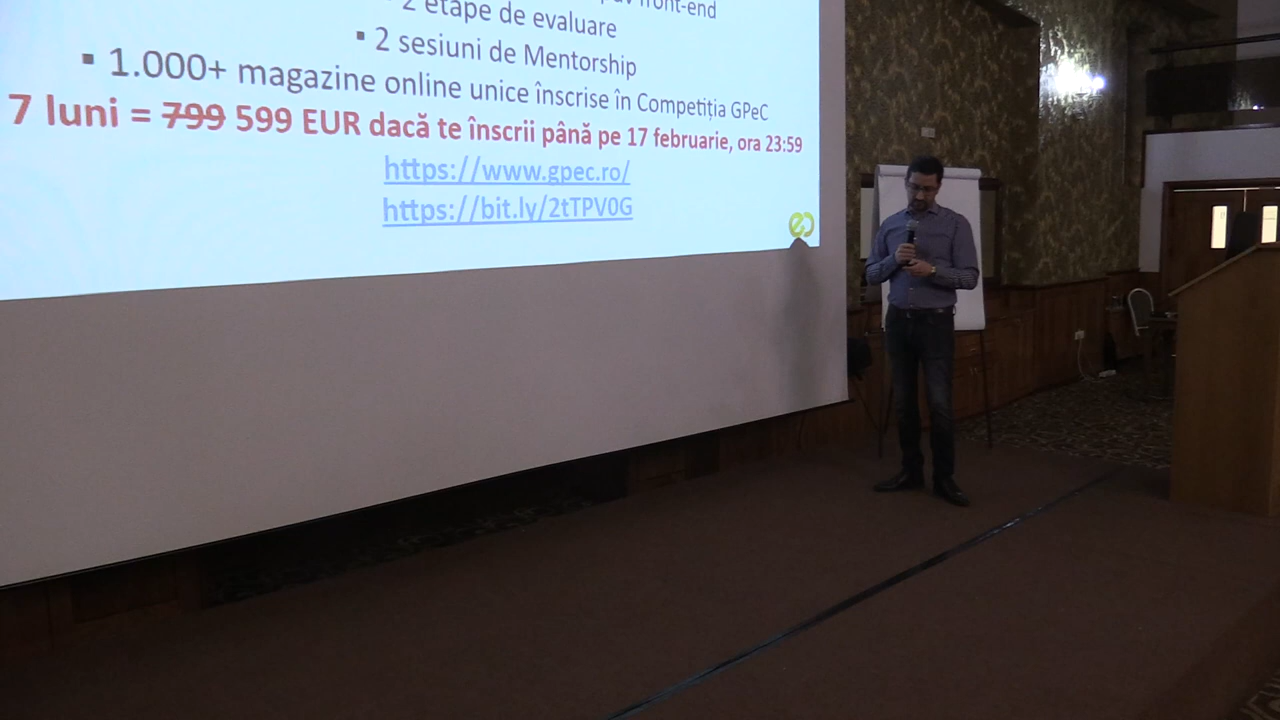 front-end
2 etape de evaluare
▪ 2 sesiuni de Mentorship
▪ 1.000+ magazine online unice înscrise în Competiția GPeC
7 luni = 799 599 EUR dacă te înscrii până pe 17 februarie, ora 23:59
https://www.gpec.ro/
https://bit.ly/2tTPV0G